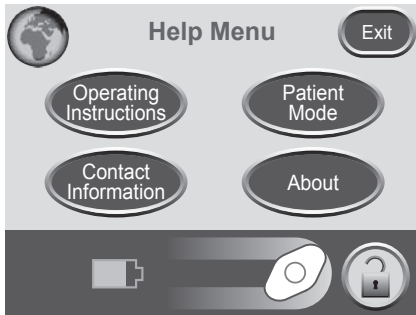 Help Menu
Exit
Operating
Instructions
Patient
Mode
Contact
Information
About